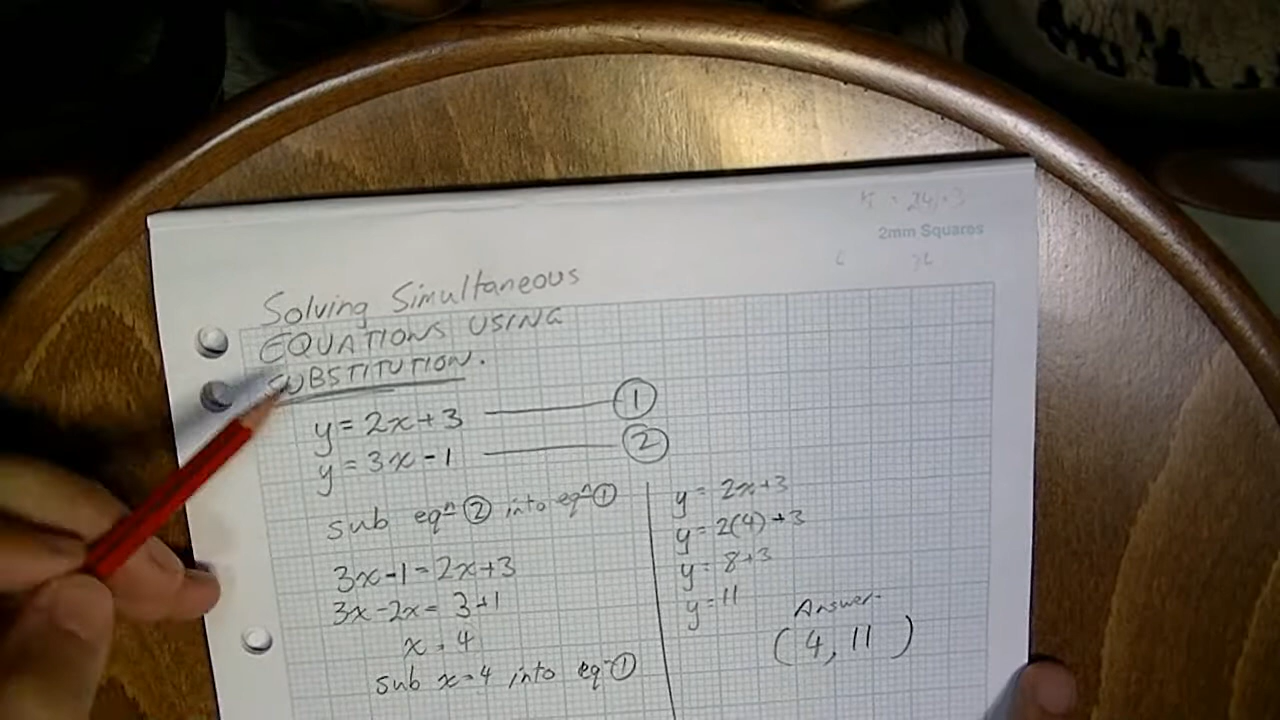 2mm Squares
Solving Simultaneous
EQUATIONS USING
SUBSTITUTION.
y = 2x+3 ——— ①
y = 3x-1 ——— ②
sub eqⁿ ② into eqⁿ ①
3x-1 = 2x+3
3x-2x = 3+1
x = 4
sub x=4 into eqⁿ ①
y = 2x+3
y = 2(4)+3
y = 8+3
y = 11
Answer-
(4, 11)